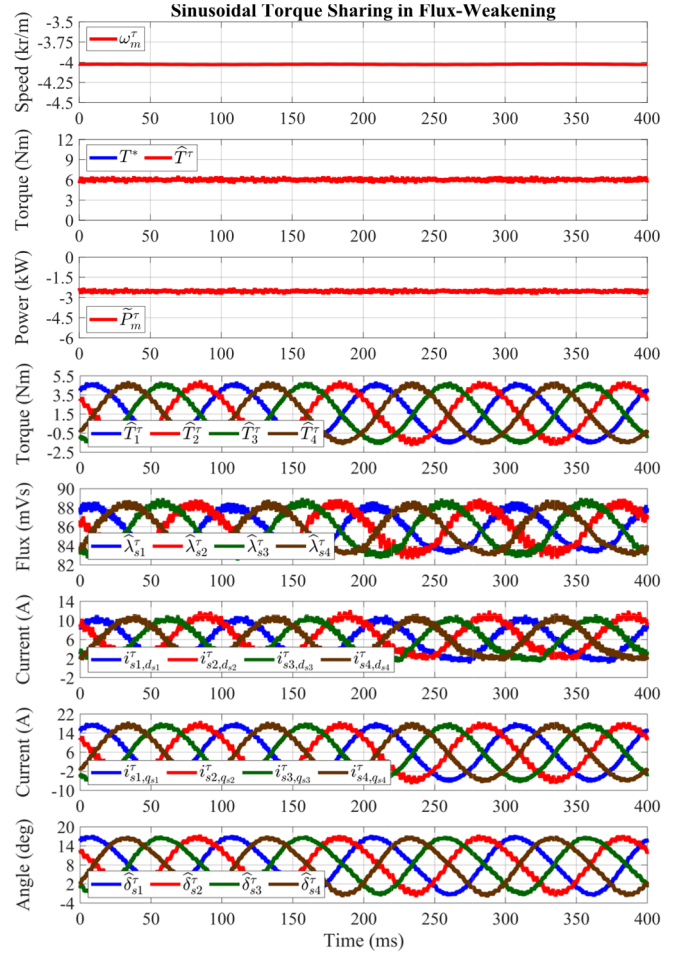 Sinusoidal Torque Sharing in Flux-Weakening
Speed (kr/m)
-3.5
-3.75
-4
-4.25
-4.5
ω_m^τ
0 50 100 150 200 250 300 350 400
Torque (Nm)
12
9
6
3
0
T* T̂^τ
0 50 100 150 200 250 300 350 400
Power (kW)
0
-1.5
-3
-4.5
-6
P̃_m^τ
0 50 100 150 200 250 300 350 400
Torque (Nm)
5.5
3.5
1.5
-0.5
-2.5
T̂_1^τ T̂_2^τ T̂_3^τ T̂_4^τ
0 50 100 150 200 250 300 350 400
Flux (mVs)
90
88
86
84
82
λ̂_s1^τ λ̂_s2^τ λ̂_s3^τ λ̂_s4^τ
0 50 100 150 200 250 300 350 400
Current (A)
14
10
6
2
-2
i_s1,d_s1^τ i_s2,d_s2^τ i_s3,d_s3^τ i_s4,d_s4^τ
0 50 100 150 200 250 300 350 400
Current (A)
22
14
6
-2
-10
i_s1,q_s1^τ i_s2,q_s2^τ i_s3,q_s3^τ i_s4,q_s4^τ
0 50 100 150 200 250 300 350 400
Angle (deg)
20
14
8
2
-4
δ̂_s1^τ δ̂_s2^τ δ̂_s3^τ δ̂_s4^τ
0 50 100 150 200 250 300 350 400
Time (ms)